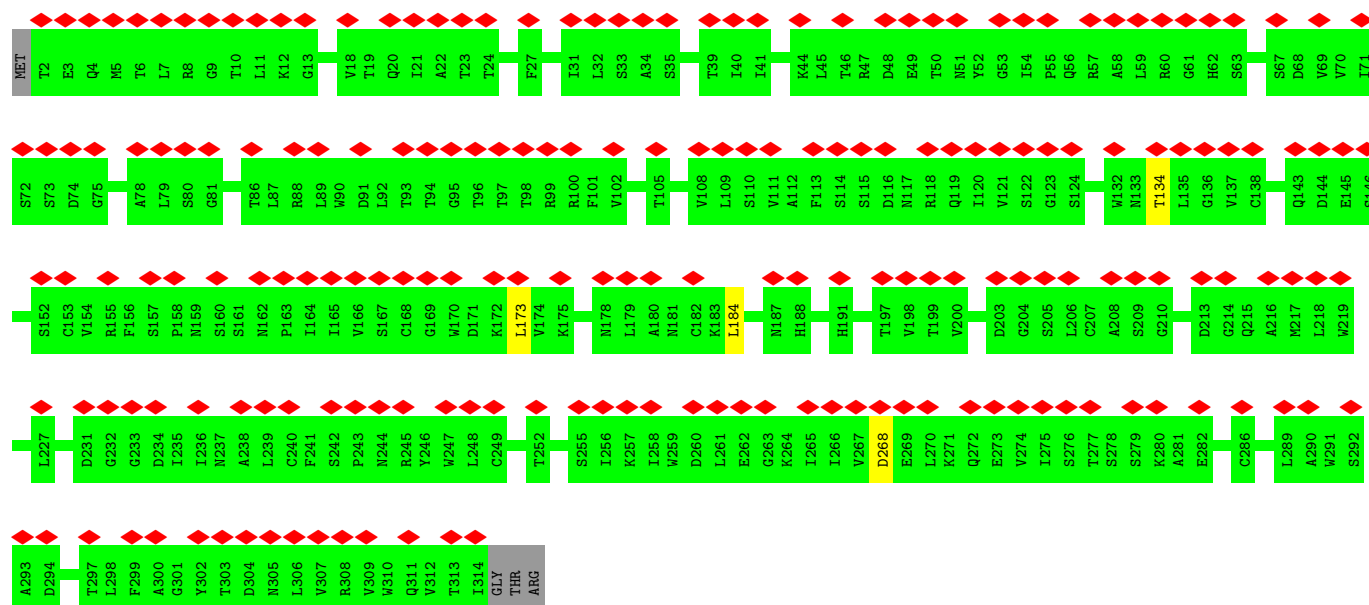 MET T2 E3 Q4 M5 T6 L7 R8 G9 T10 L11 K12 G13 V18 T19 Q20 I21 A22 T23 T24 F27 I31 L32 S33 A34 S35 T39 I40 I41 K44 L45 T46 R47 D48 E49 T50 N51 Y52 G53 I54 P55 Q56 R57 A58 L59 R60 G61 H62 S63 S67 D68 V69 V70 I71
S72 S73 D74 G75 A78 L79 S80 G81 T86 L87 R88 L89 W90 D91 L92 T93 T94 G95 T96 T97 T98 R99 R100 F101 V102 T105 V108 L109 S110 V111 A112 F113 S114 S115 D116 N117 R118 Q119 I120 V121 S122 G123 S124 W132 N133 T134 L135 G136 V137 C138 Q143 D144 E145
S152 C153 V154 R155 F156 S157 P158 N159 S160 S161 N162 P163 I164 I165 V166 S167 C168 G169 W170 D171 K172 L173 V174 K175 N178 L179 A180 N181 C182 K183 L184 N187 H188 H191 T197 V198 T199 V200 D203 G204 S205 L206 C207 A208 S209 G210 D213 G214 Q215 A216 M217 L218 W219
L227 D231 G232 G233 D234 I235 I236 N237 A238 L239 C240 F241 S242 P243 N244 R245 Y246 W247 L248 C249 T252 S255 I256 K257 I258 W259 D260 L261 E262 G263 K264 I265 I266 V267 D268 E269 L270 K271 Q272 E273 V274 I275 S276 T277 S278 S279 K280 A281 E282 C286 L289 A290 W291 S292
A293 D294 T297 L298 F299 A300 G301 Y302 T303 D304 N305 L306 V307 R308 V309 W310 Q311 V312 T313 I314 GLY THR ARG